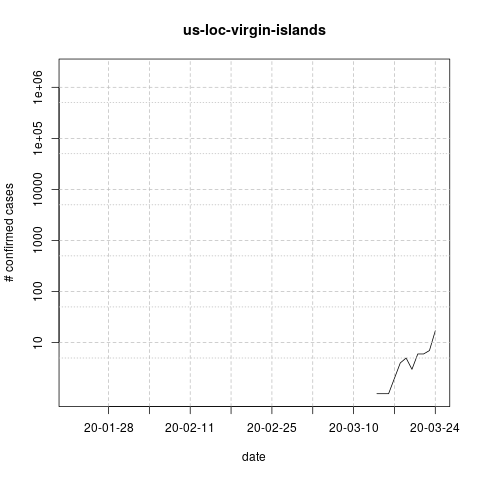 us-loc-virgin-islands
# confirmed cases
1e+06
1e+05
10000
1000
100
10
20-01-28 20-02-11 20-02-25 20-03-10 20-03-24
date